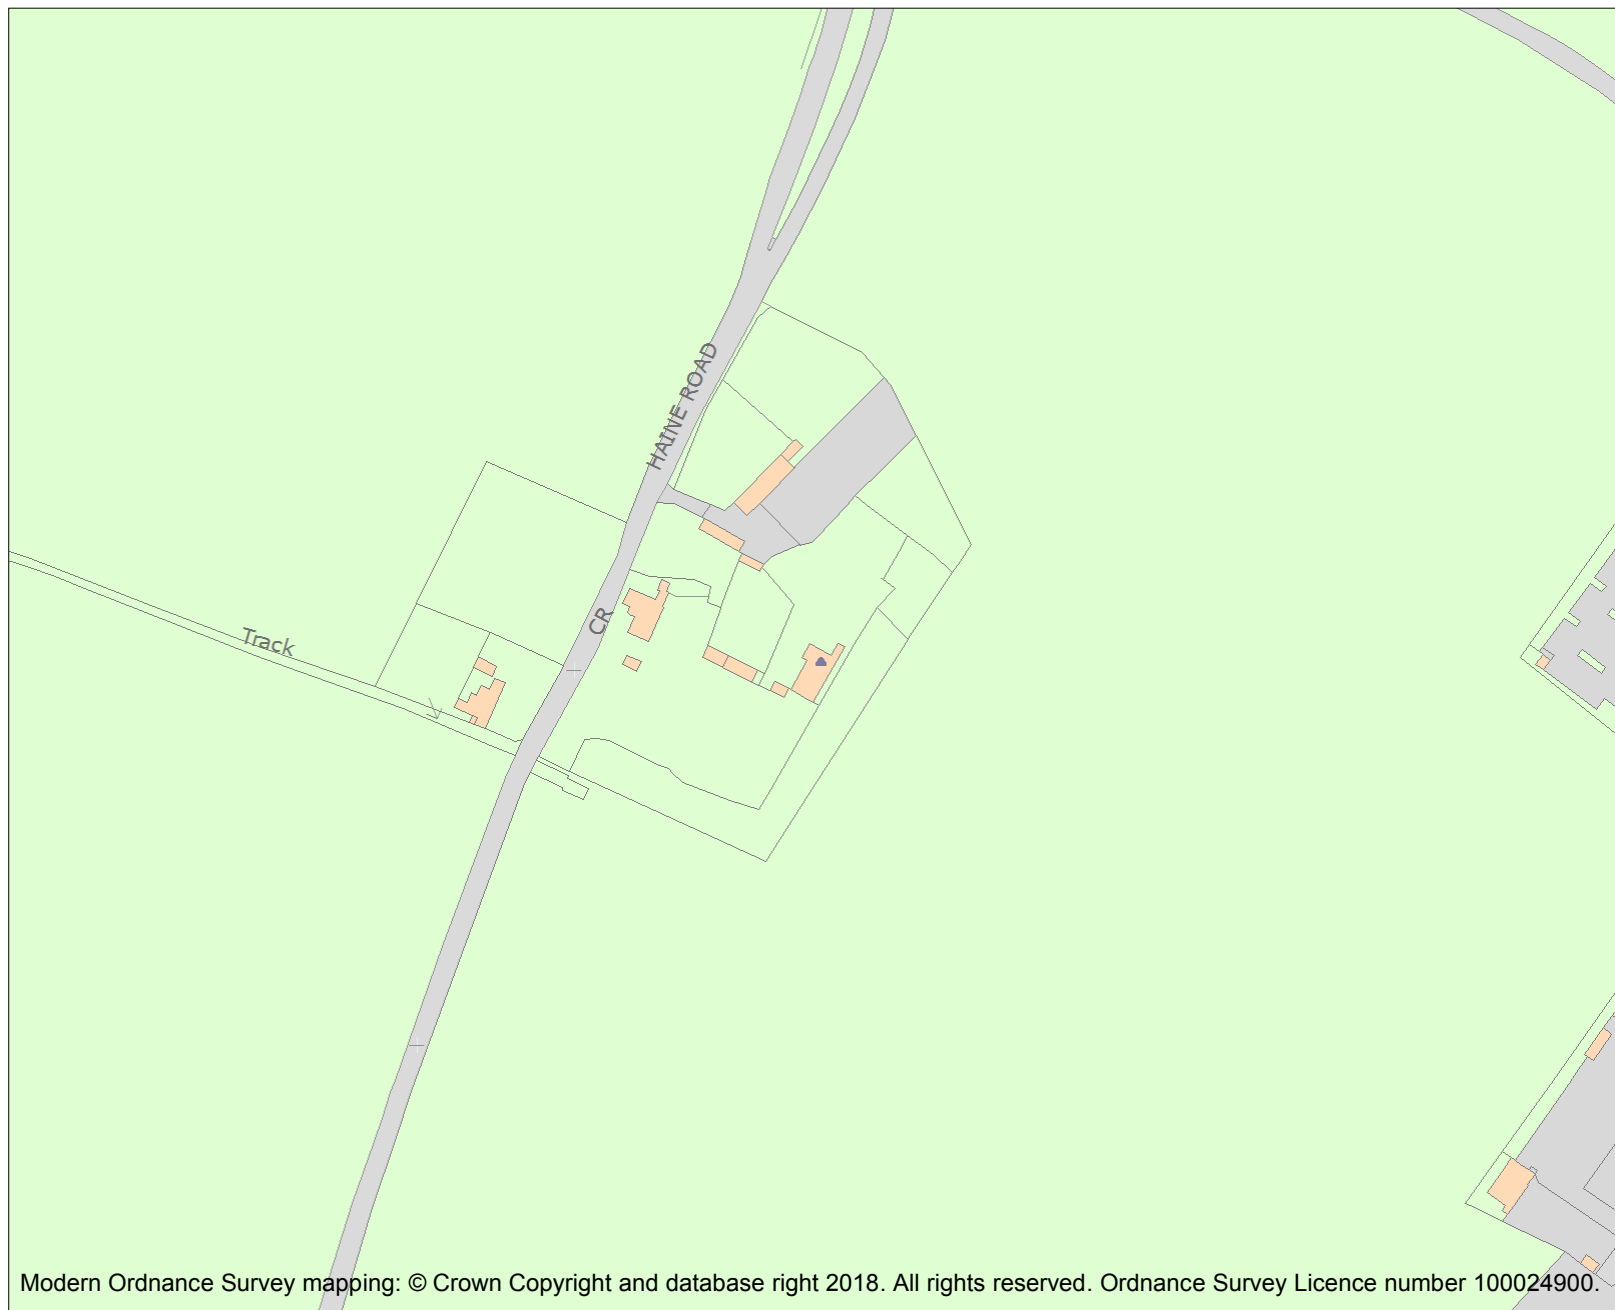 HAINE ROAD
CR
Track
Modern Ordnance Survey mapping: © Crown Copyright and database right 2018. All rights reserved. Ordnance Survey Licence number 100024900.